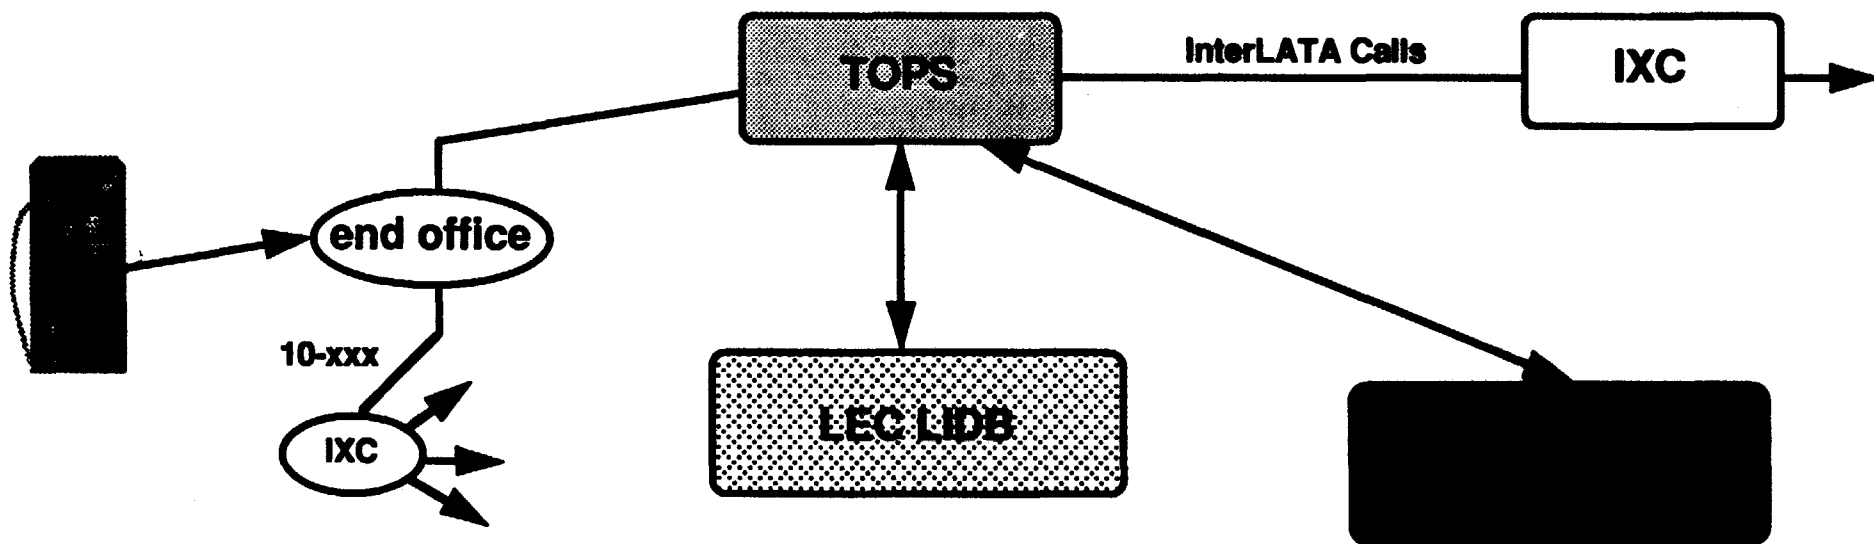 TOPS
InterLATA Calls
IXC
end office
10-xxx
IXC
LEC LIDB